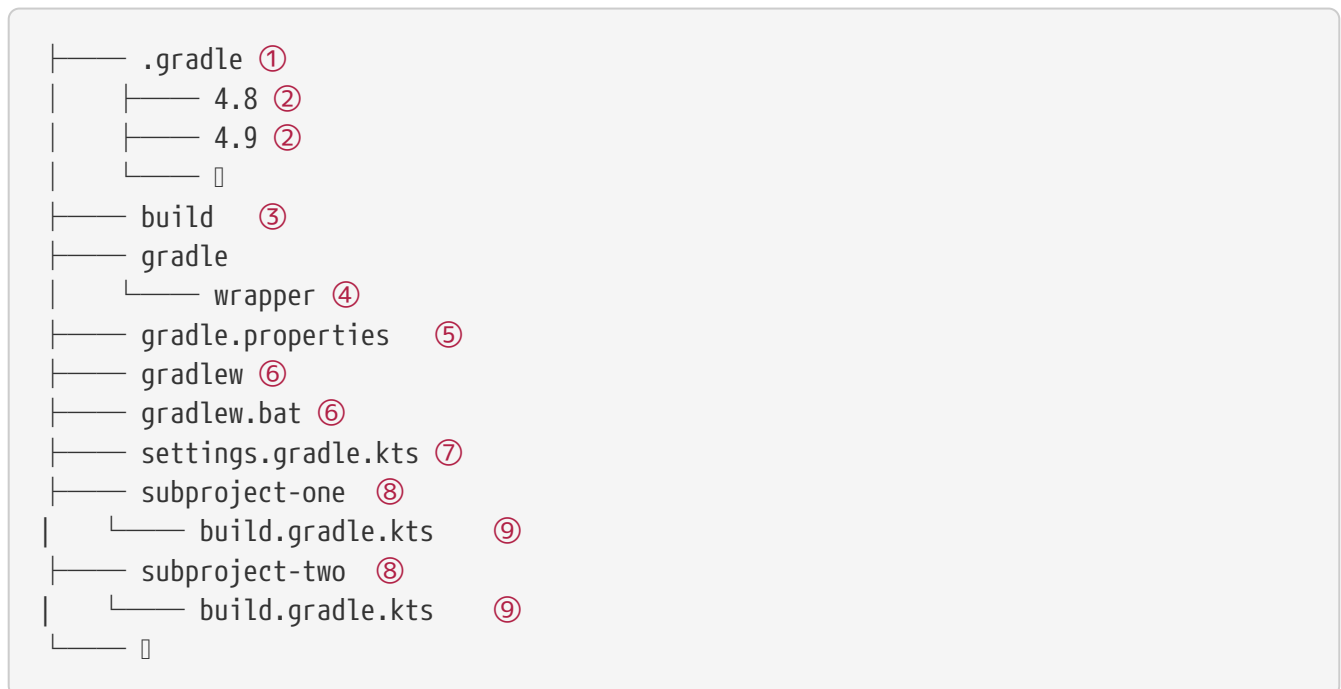 ├── .gradle ①
│ ├── 4.8 ②
│ ├── 4.9 ②
│ └── 
├── build ③
├── gradle
│ └── wrapper ④
├── gradle.properties ⑤
├── gradlew ⑥
├── gradlew.bat ⑥
├── settings.gradle.kts ⑦
├── subproject-one ⑧
| └── build.gradle.kts ⑨
├── subproject-two ⑧
| └── build.gradle.kts ⑨
└──